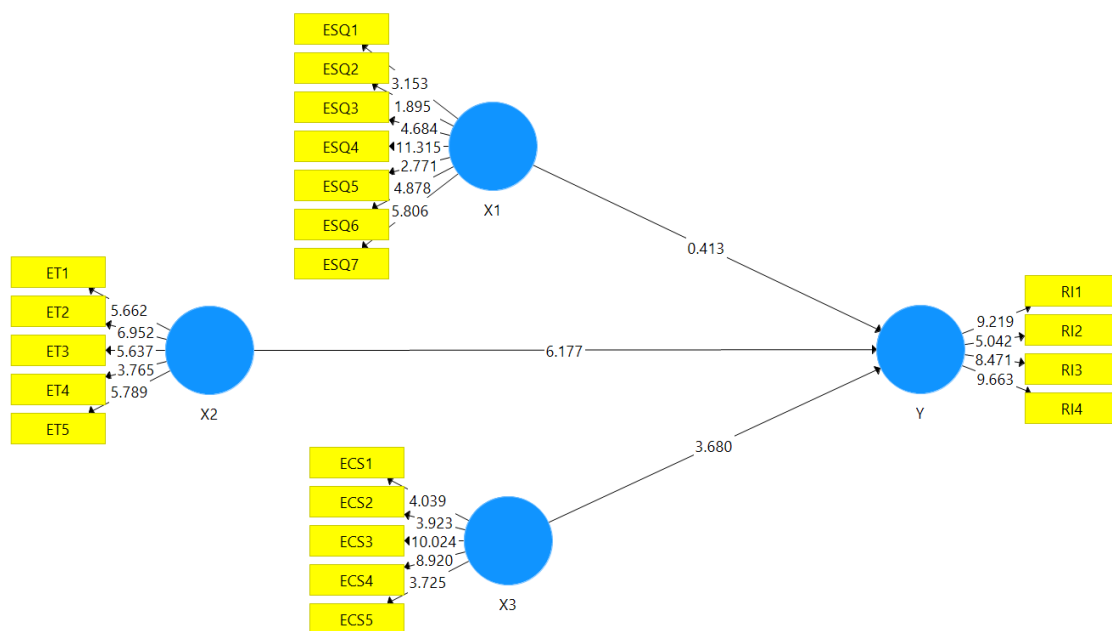 ESQ1
ESQ2
ESQ3
ESQ4
ESQ5
ESQ6
ESQ7
3.153
1.895
4.684
11.315
2.771
4.878
5.806
X1
0.413
ET1
ET2
ET3
ET4
ET5
5.662
6.952
5.637
3.765
5.789
X2
6.177
ECS1
ECS2
ECS3
ECS4
ECS5
4.039
3.923
10.024
8.920
3.725
X3
3.680
Y
9.219
5.042
8.471
9.663
RI1
RI2
RI3
RI4